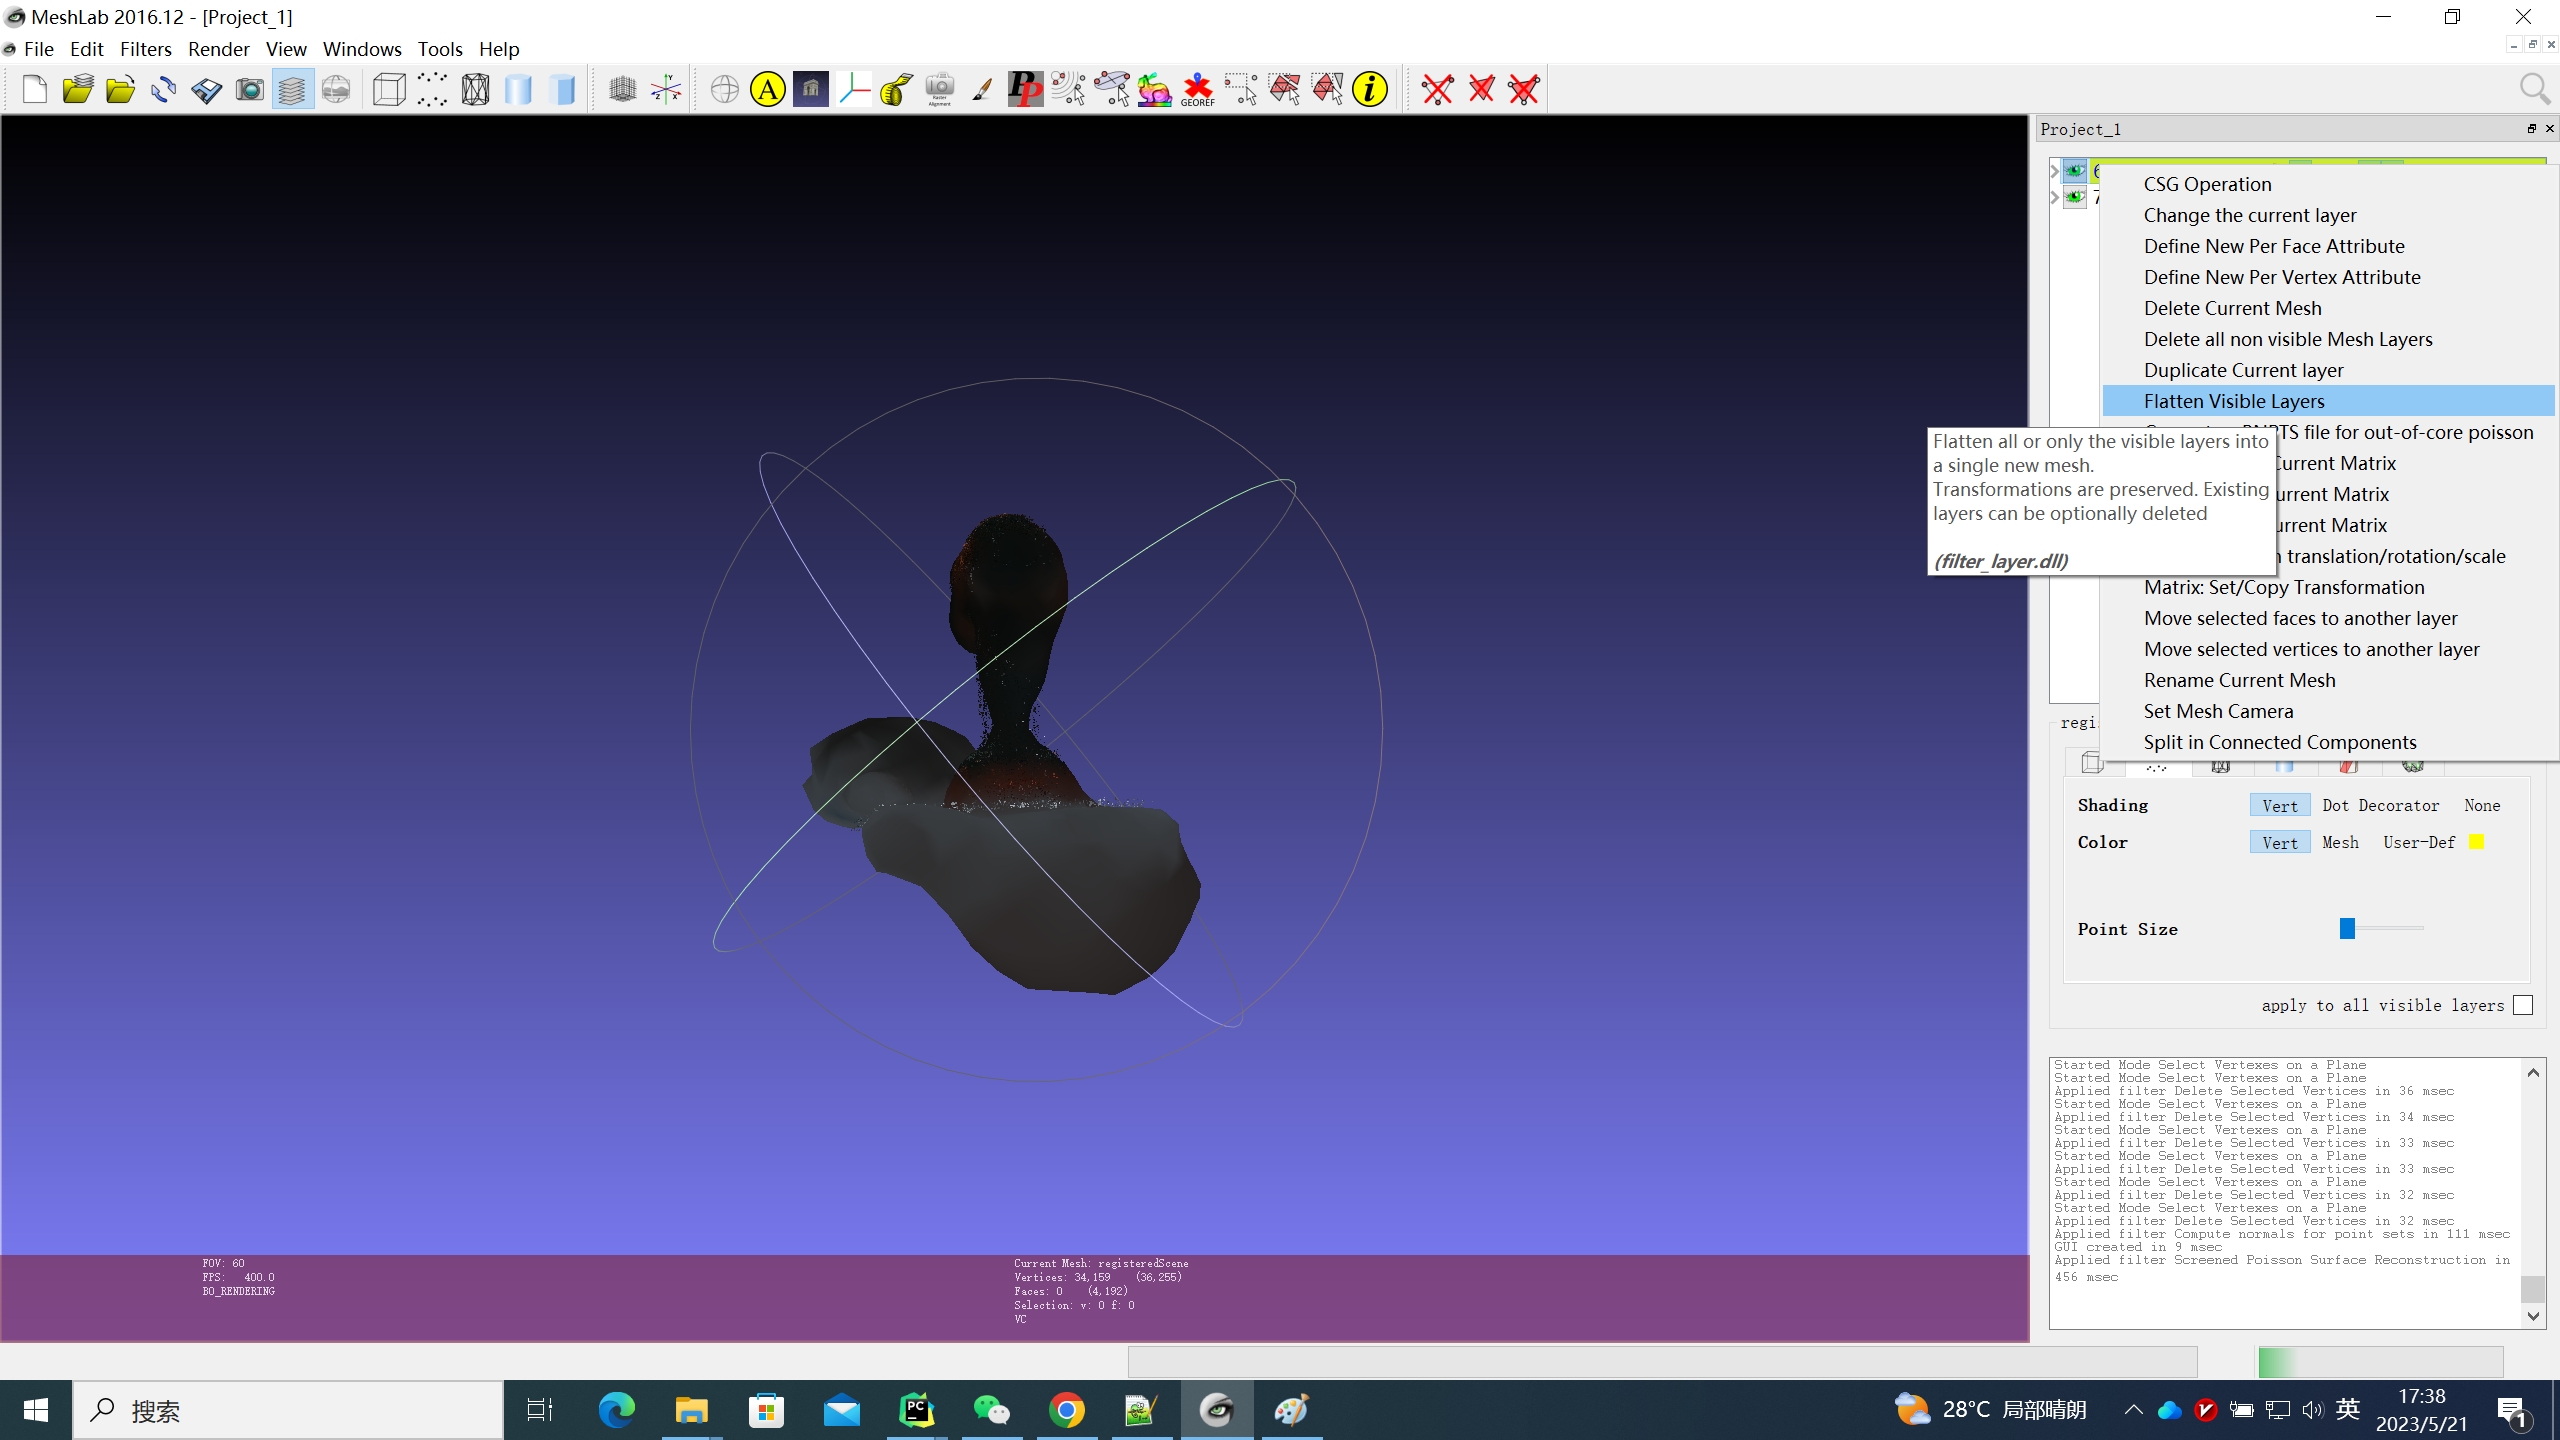 MeshLab 2016.12 - [Project_1]
File Edit Filters Render View Windows Tools Help
A
Pp
GEOREF
Raster Alignment
i
Project_1
6
7
CSG Operation
Change the current layer
Define New Per Face Attribute
Define New Per Vertex Attribute
Delete Current Mesh
Delete all non visible Mesh Layers
Duplicate Current layer
Flatten Visible Layers
file for out-of-core poisson
Current Matrix
Matrix
Matrix
translation/rotation/scale
Matrix: Set/Copy Transformation
Move selected faces to another layer
Move selected vertices to another layer
Rename Current Mesh
Set Mesh Camera
Split in Connected Components
Flatten all or only the visible layers into
a single new mesh.
Transformations are preserved. Existing
layers can be optionally deleted
(filter_layer.dll)
Shading Vert Dot Decorator None
Color Vert Mesh User-Def
Point Size
apply to all visible layers
Started Mode Select Vertexes on a Plane
Started Mode Select Vertexes on a Plane
Applied filter Delete Selected Vertices in 36 msec
Started Mode Select Vertexes on a Plane
Applied filter Delete Selected Vertices in 34 msec
Started Mode Select Vertexes on a Plane
Applied filter Delete Selected Vertices in 33 msec
Started Mode Select Vertexes on a Plane
Applied filter Delete Selected Vertices in 33 msec
Started Mode Select Vertexes on a Plane
Applied filter Delete Selected Vertices in 32 msec
Started Mode Select Vertexes on a Plane
Applied filter Delete Selected Vertices in 32 msec
Applied filter Compute normals for point sets in 111 msec
GUI created in 9 msec
Applied filter Screened Poisson Surface Reconstruction in
456 msec
FOV: 60
FPS: 400.0
BO_RENDERING
Current Mesh: registeredScene
Vertices: 34,159 (36,255)
Faces: 0 (4,192)
Selection: v: 0 f: 0
VC
搜索
PC
28°C 局部晴朗
英
17:38
2023/5/21
1